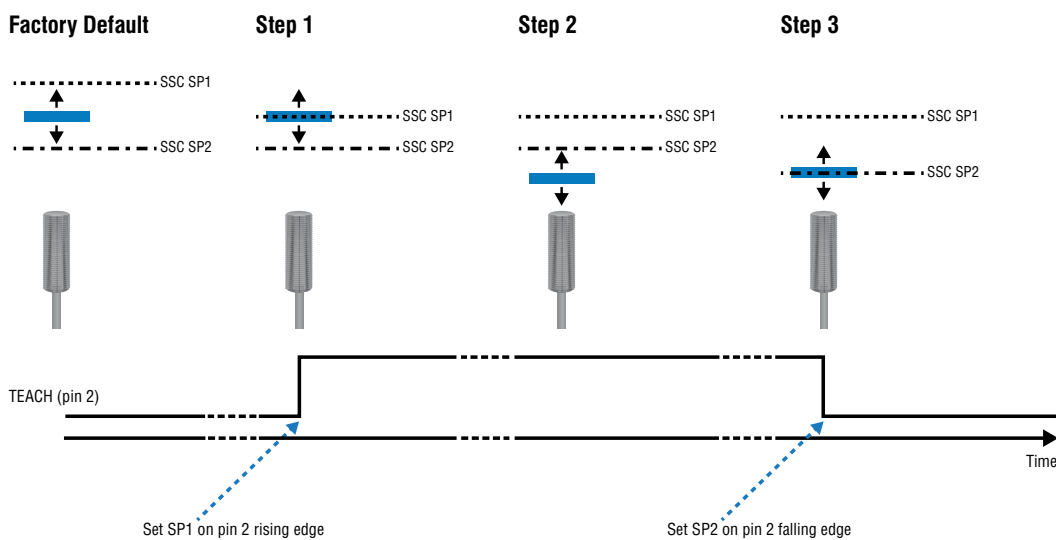 Factory Default
Step 1
Step 2
Step 3
SSC SP1
SSC SP2
SSC SP1
SSC SP2
SSC SP1
SSC SP2
SSC SP1
SSC SP2
TEACH (pin 2)
Time
Set SP1 on pin 2 rising edge
Set SP2 on pin 2 falling edge